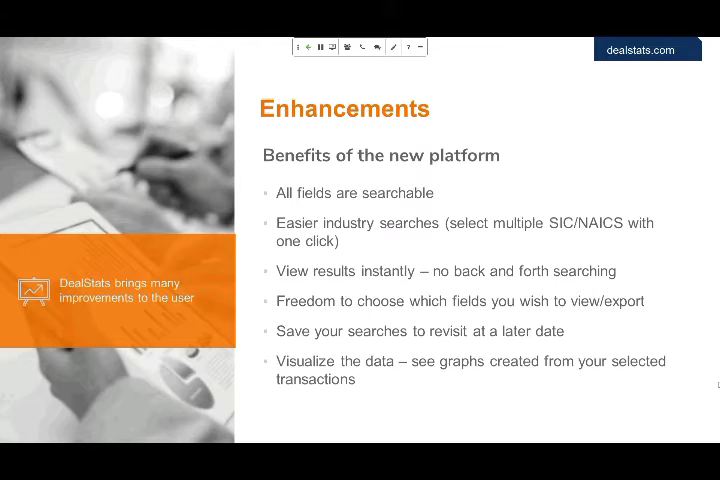 dealstats.com
Enhancements
Benefits of the new platform
All fields are searchable
Easier industry searches (select multiple SIC/NAICS with
one click)
View results instantly – no back and forth searching
Freedom to choose which fields you wish to view/export
Save your searches to revisit at a later date
Visualize the data – see graphs created from your selected
transactions
DealStats brings many
improvements to the user